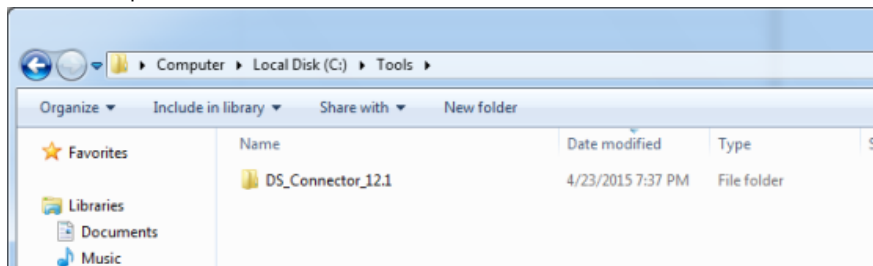 Computer Local Disk (C:) Tools
Organize Include in library Share with New folder
Favorites
Libraries
Documents
Music
Name Date modified Type
DS_Connector_12.1 4/23/2015 7:37 PM File folder